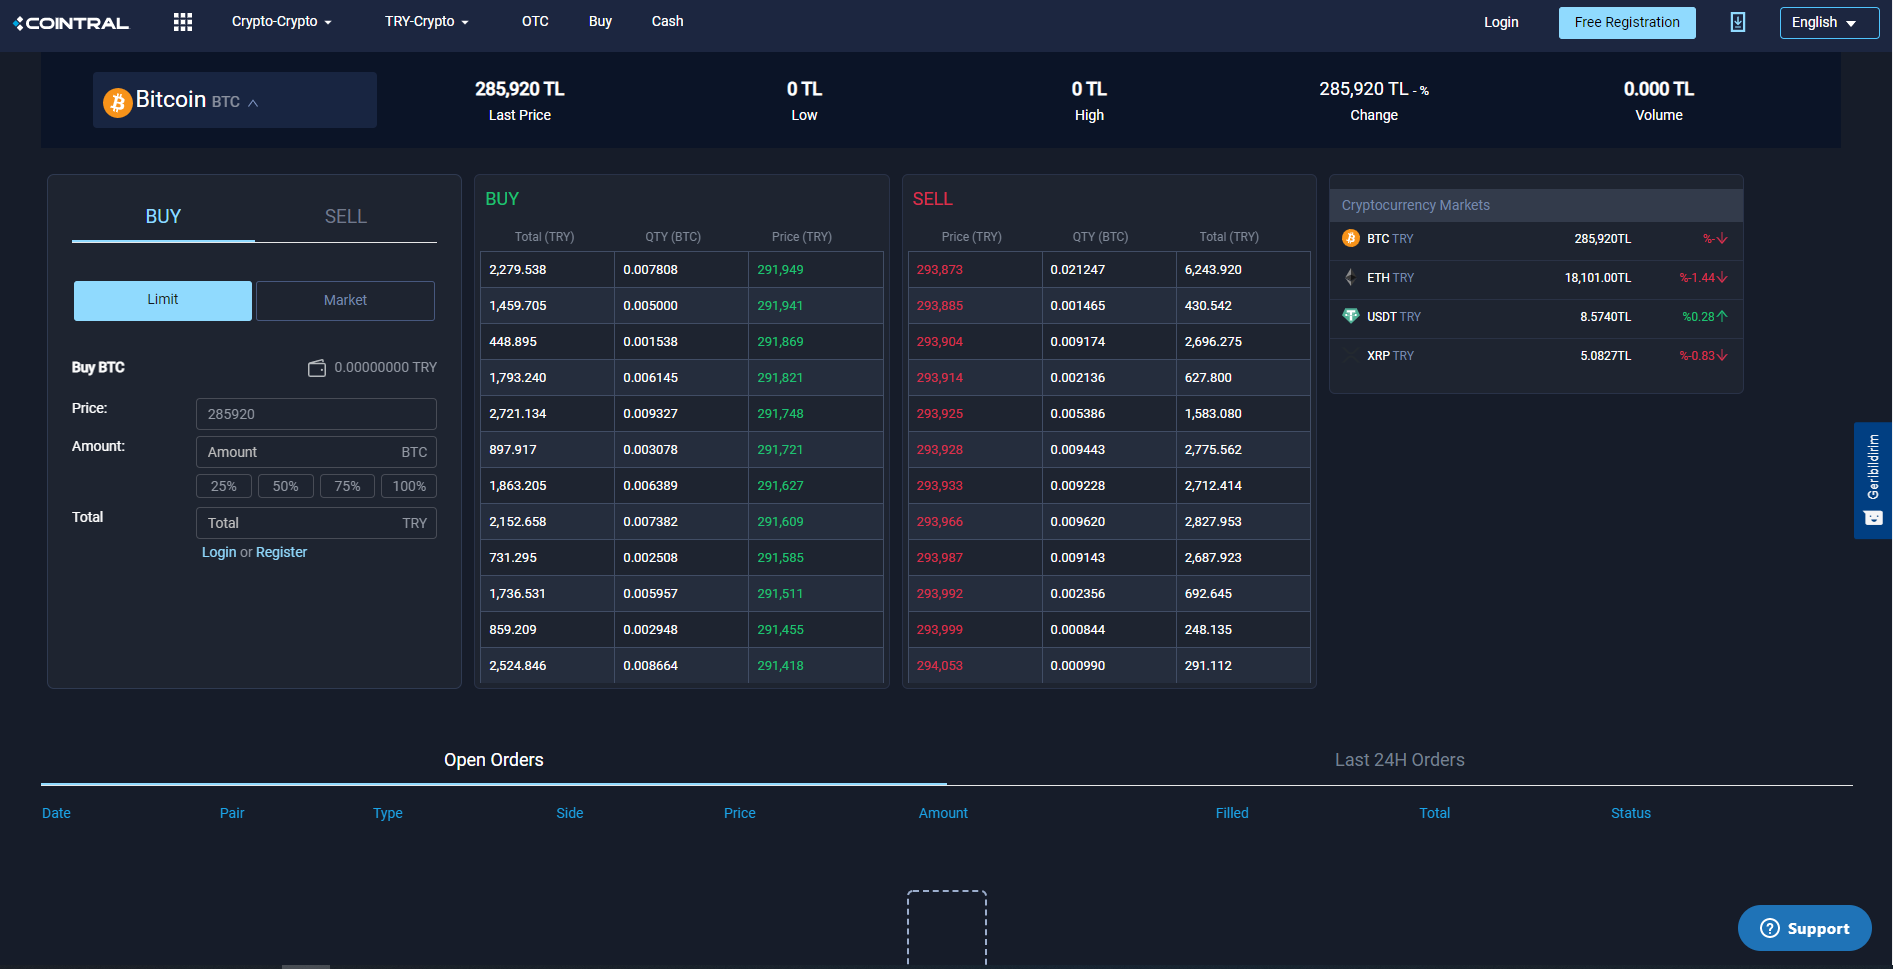 COINTRAL Crypto-Crypto TRY-Crypto OTC Buy Cash Login Free Registration English
Bitcoin BTC 285,920 TL 0 TL 0 TL 285,920 TL - % 0.000 TL
Last Price Low High Change Volume
BUY SELL
Limit Market
Buy BTC 0.00000000 TRY
Price: 285920
Amount: Amount BTC
25% 50% 75% 100%
Total Total TRY
Login or Register
BUY
Total (TRY) QTY (BTC) Price (TRY)
2,279.538 0.007808 291,949
1,459.705 0.005000 291,941
448.895 0.001538 291,869
1,793.240 0.006145 291,821
2,721.134 0.009327 291,748
897.917 0.003078 291,721
1,863.205 0.006389 291,627
2,152.658 0.007382 291,609
731.295 0.002508 291,585
1,736.531 0.005957 291,511
859.209 0.002948 291,455
2,524.846 0.008664 291,418
SELL
Price (TRY) QTY (BTC) Total (TRY)
293,873 0.021247 6,243.920
293,885 0.001465 430.542
293,904 0.009174 2,696.275
293,914 0.002136 627.800
293,925 0.005386 1,583.080
293,928 0.009443 2,775.562
293,933 0.009228 2,712.414
293,966 0.009620 2,827.953
293,987 0.009143 2,687.923
293,992 0.002356 692.645
293,999 0.000844 248.135
294,053 0.000990 291.112
Cryptocurrency Markets
BTC TRY 285,920TL %-
ETH TRY 18,101.00TL %-1.44
USDT TRY 8.5740TL %0.28
XRP TRY 5.0827TL %-0.83
Geribildirim
Open Orders Last 24H Orders
Date Pair Type Side Price Amount Filled Total Status
Support